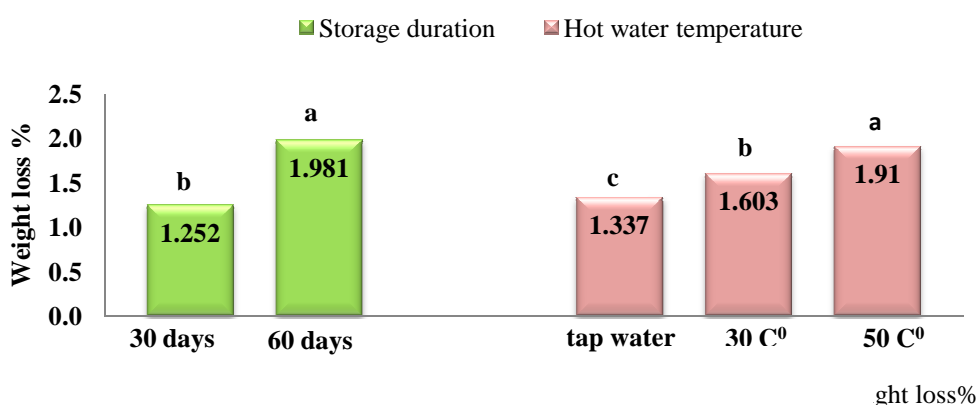 Storage duration Hot water temperature
2.5
2.0
1.5
1.0
0.5
0.0
Weight loss %
b
1.252
a
1.981
c
1.337
b
1.603
a
1.91
30 days 60 days tap water 30 C⁰ 50 C⁰
ght loss%